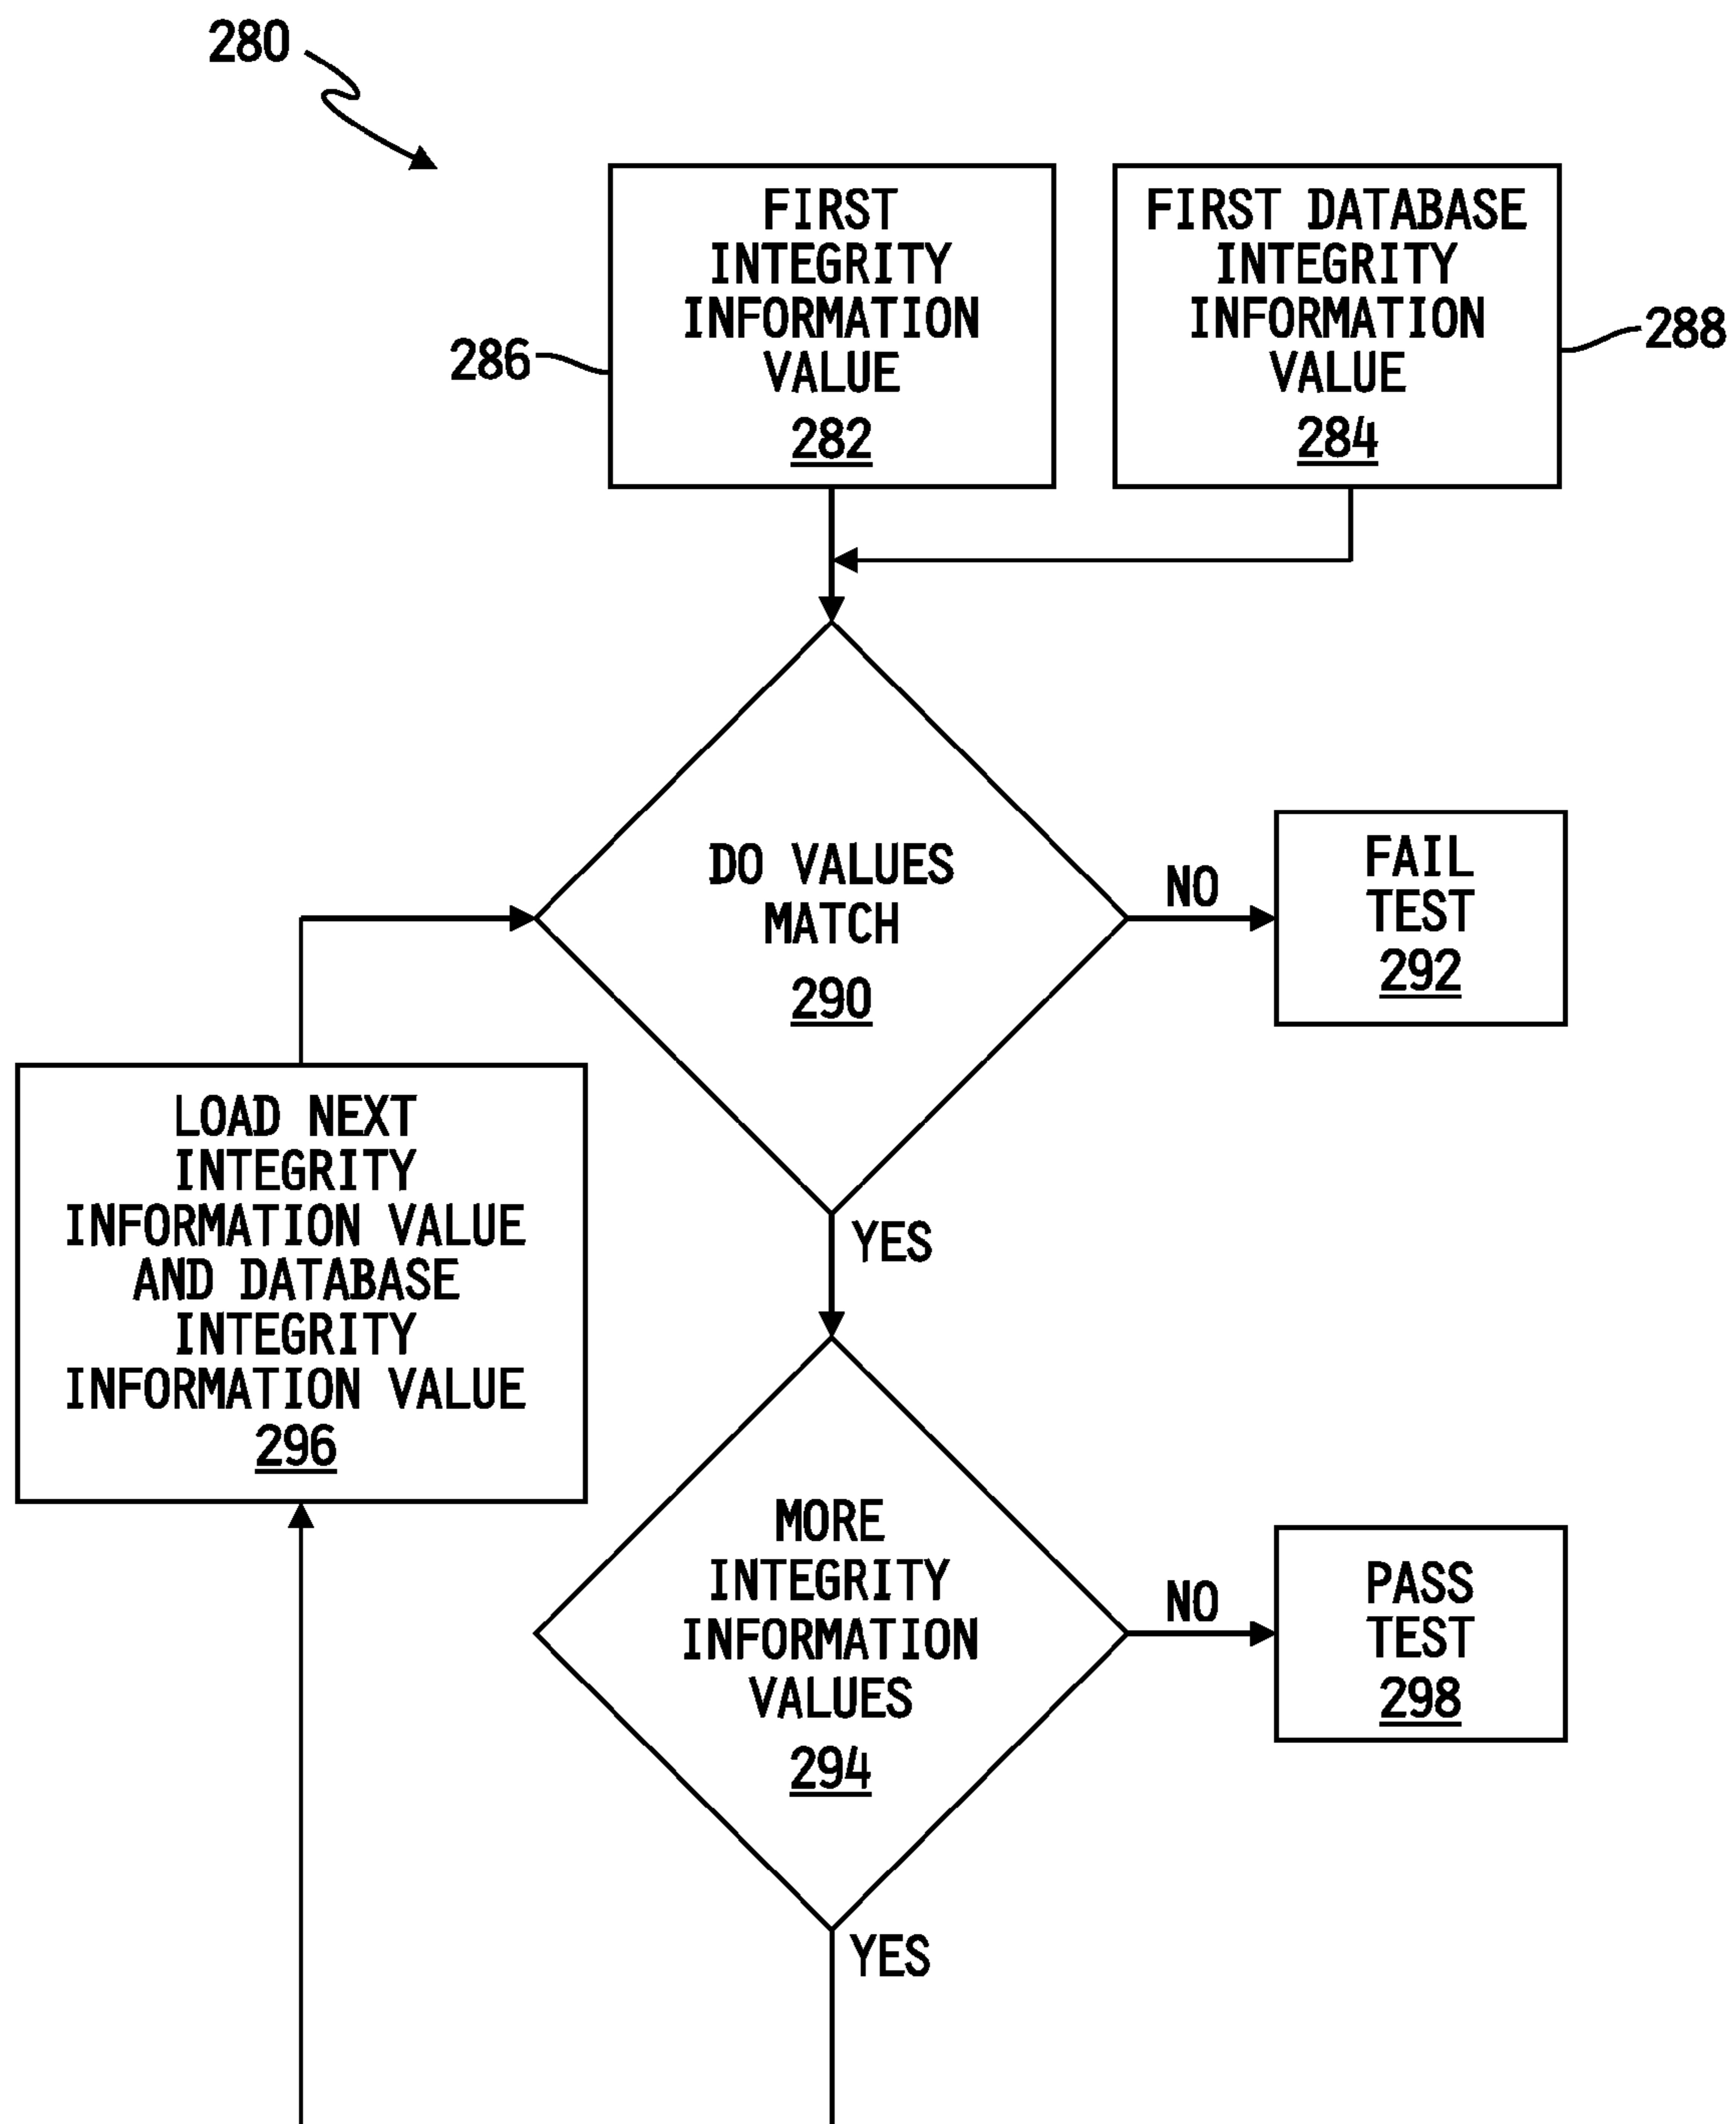 280
FIRST
INTEGRITY
INFORMATION
VALUE
282
286
FIRST DATABASE
INTEGRITY
INFORMATION
VALUE
284
288
DO VALUES
MATCH
290
NO
FAIL
TEST
292
YES
LOAD NEXT
INTEGRITY
INFORMATION VALUE
AND DATABASE
INTEGRITY
INFORMATION VALUE
296
MORE
INTEGRITY
INFORMATION
VALUES
294
NO
PASS
TEST
298
YES